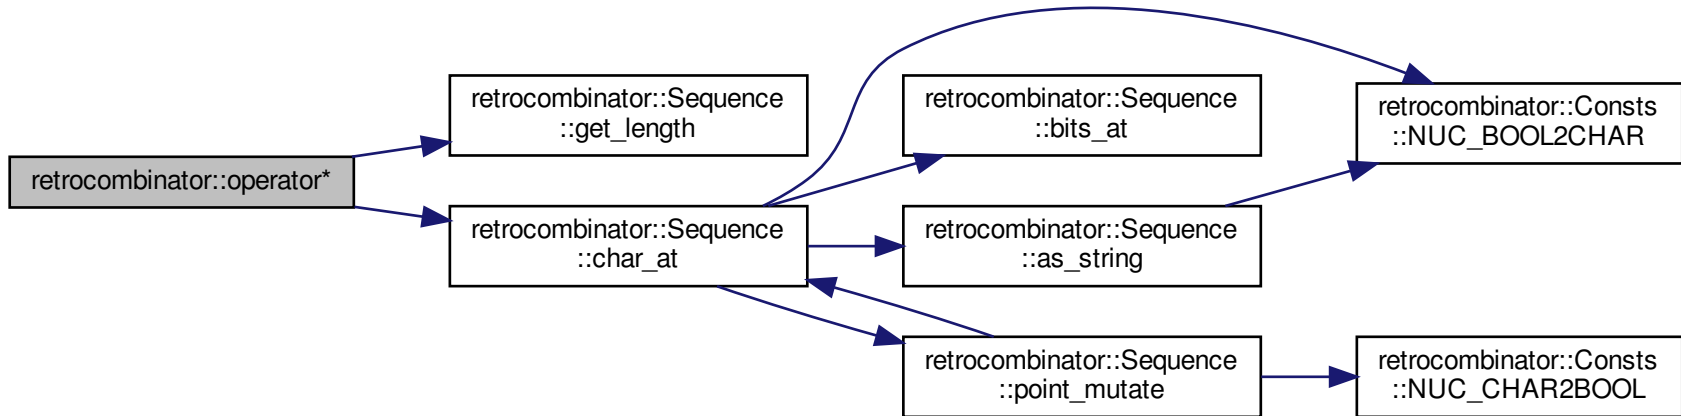 retrocombinator::operator*
retrocombinator::Sequence
::get_length
retrocombinator::Sequence
::char_at
retrocombinator::Sequence
::bits_at
retrocombinator::Sequence
::as_string
retrocombinator::Sequence
::point_mutate
retrocombinator::Consts
::NUC_BOOL2CHAR
retrocombinator::Consts
::NUC_CHAR2BOOL